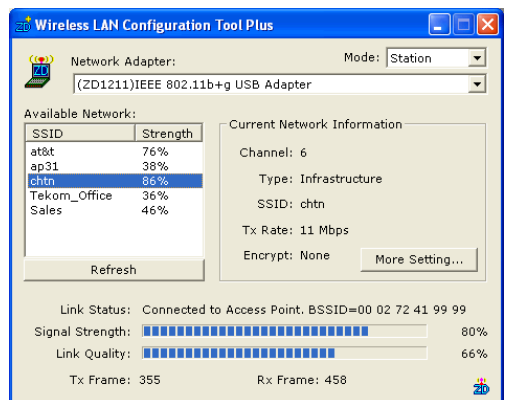 ZD Wireless LAN Configuration Tool Plus
ZD Network Adapter: Mode: Station
(ZD1211)IEEE 802.11b+g USB Adapter
Available Network:
SSID Strength
at&t 76%
ap31 38%
chtn 86%
Tekom_Office 36%
Sales 46%
Refresh
Current Network Information
Channel: 6
Type: Infrastructure
SSID: chtn
Tx Rate: 11 Mbps
Encrypt: None More Setting...
Link Status: Connected to Access Point. BSSID=00 02 72 41 99 99
Signal Strength: 80%
Link Quality: 66%
Tx Frame: 355 Rx Frame: 458
ZD